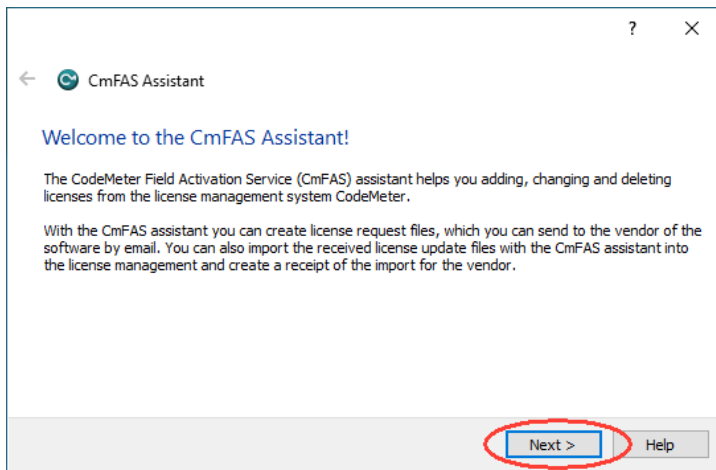 ?
CmFAS Assistant
Welcome to the CmFAS Assistant!
The CodeMeter Field Activation Service (CmFAS) assistant helps you adding, changing and deleting
licenses from the license management system CodeMeter.
With the CmFAS assistant you can create license request files, which you can send to the vendor of the
software by email. You can also import the received license update files with the CmFAS assistant into
the license management and create a receipt of the import for the vendor.
Next > Help